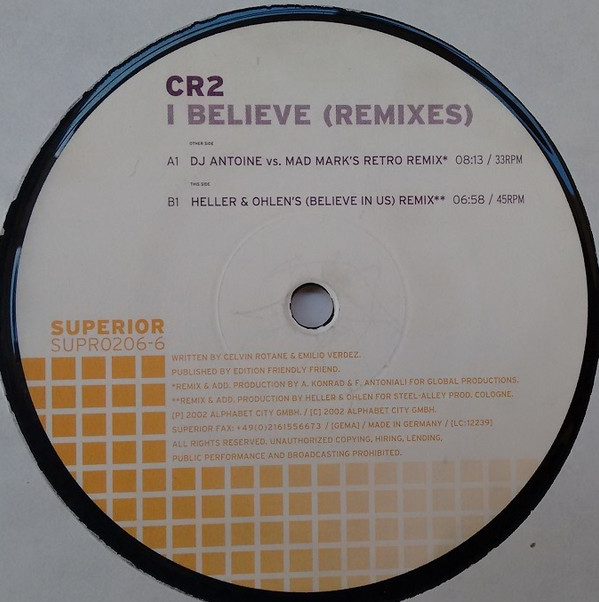 CR2
I BELIEVE (REMIXES)
OTHER SIDE
A1 DJ ANTOINE vs. MAD MARK'S RETRO REMIX* 08:13 / 33RPM
THIS SIDE
B1 HELLER & OHLEN'S (BELIEVE IN US) REMIX** 06:58 / 45RPM
SUPERIOR
SUPR0206-6
WRITTEN BY CELVIN ROTANE & EMILIO VERDEZ.
PUBLISHED BY EDITION FRIENDLY FRIEND.
*REMIX & ADD. PRODUCTION BY A. KONRAD & F. ANTONIALI FOR GLOBAL PRODUCTIONS.
**REMIX & ADD. PRODUCTION BY HELLER & OHLEN FOR STEEL-ALLEY PROD. COLOGNE.
[P] 2002 ALPHABET CITY GMBH. / [C] 2002 ALPHABET CITY GMBH.
SUPERIOR FAX: +49(0)2161556673 / [GEMA] / MADE IN GERMANY / [LC:12239]
ALL RIGHTS RESERVED. UNAUTHORIZED COPYING, HIRING, LENDING,
PUBLIC PERFORMANCE AND BROADCASTING PROHIBITED.